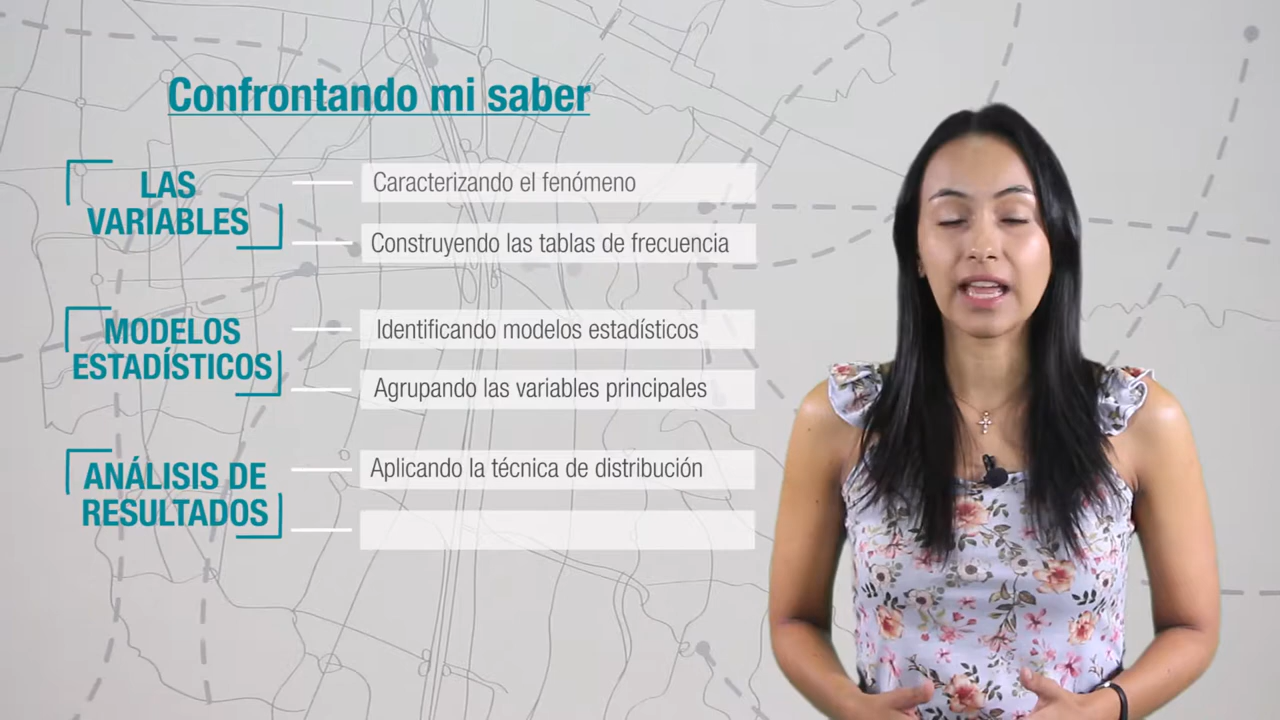 Confrontando mi saber
LAS
VARIABLES
Caracterizando el fenómeno
Construyendo las tablas de frecuencia
MODELOS
ESTADÍSTICOS
Identificando modelos estadísticos
Agrupando las variables principales
ANÁLISIS DE
RESULTADOS
Aplicando la técnica de distribución